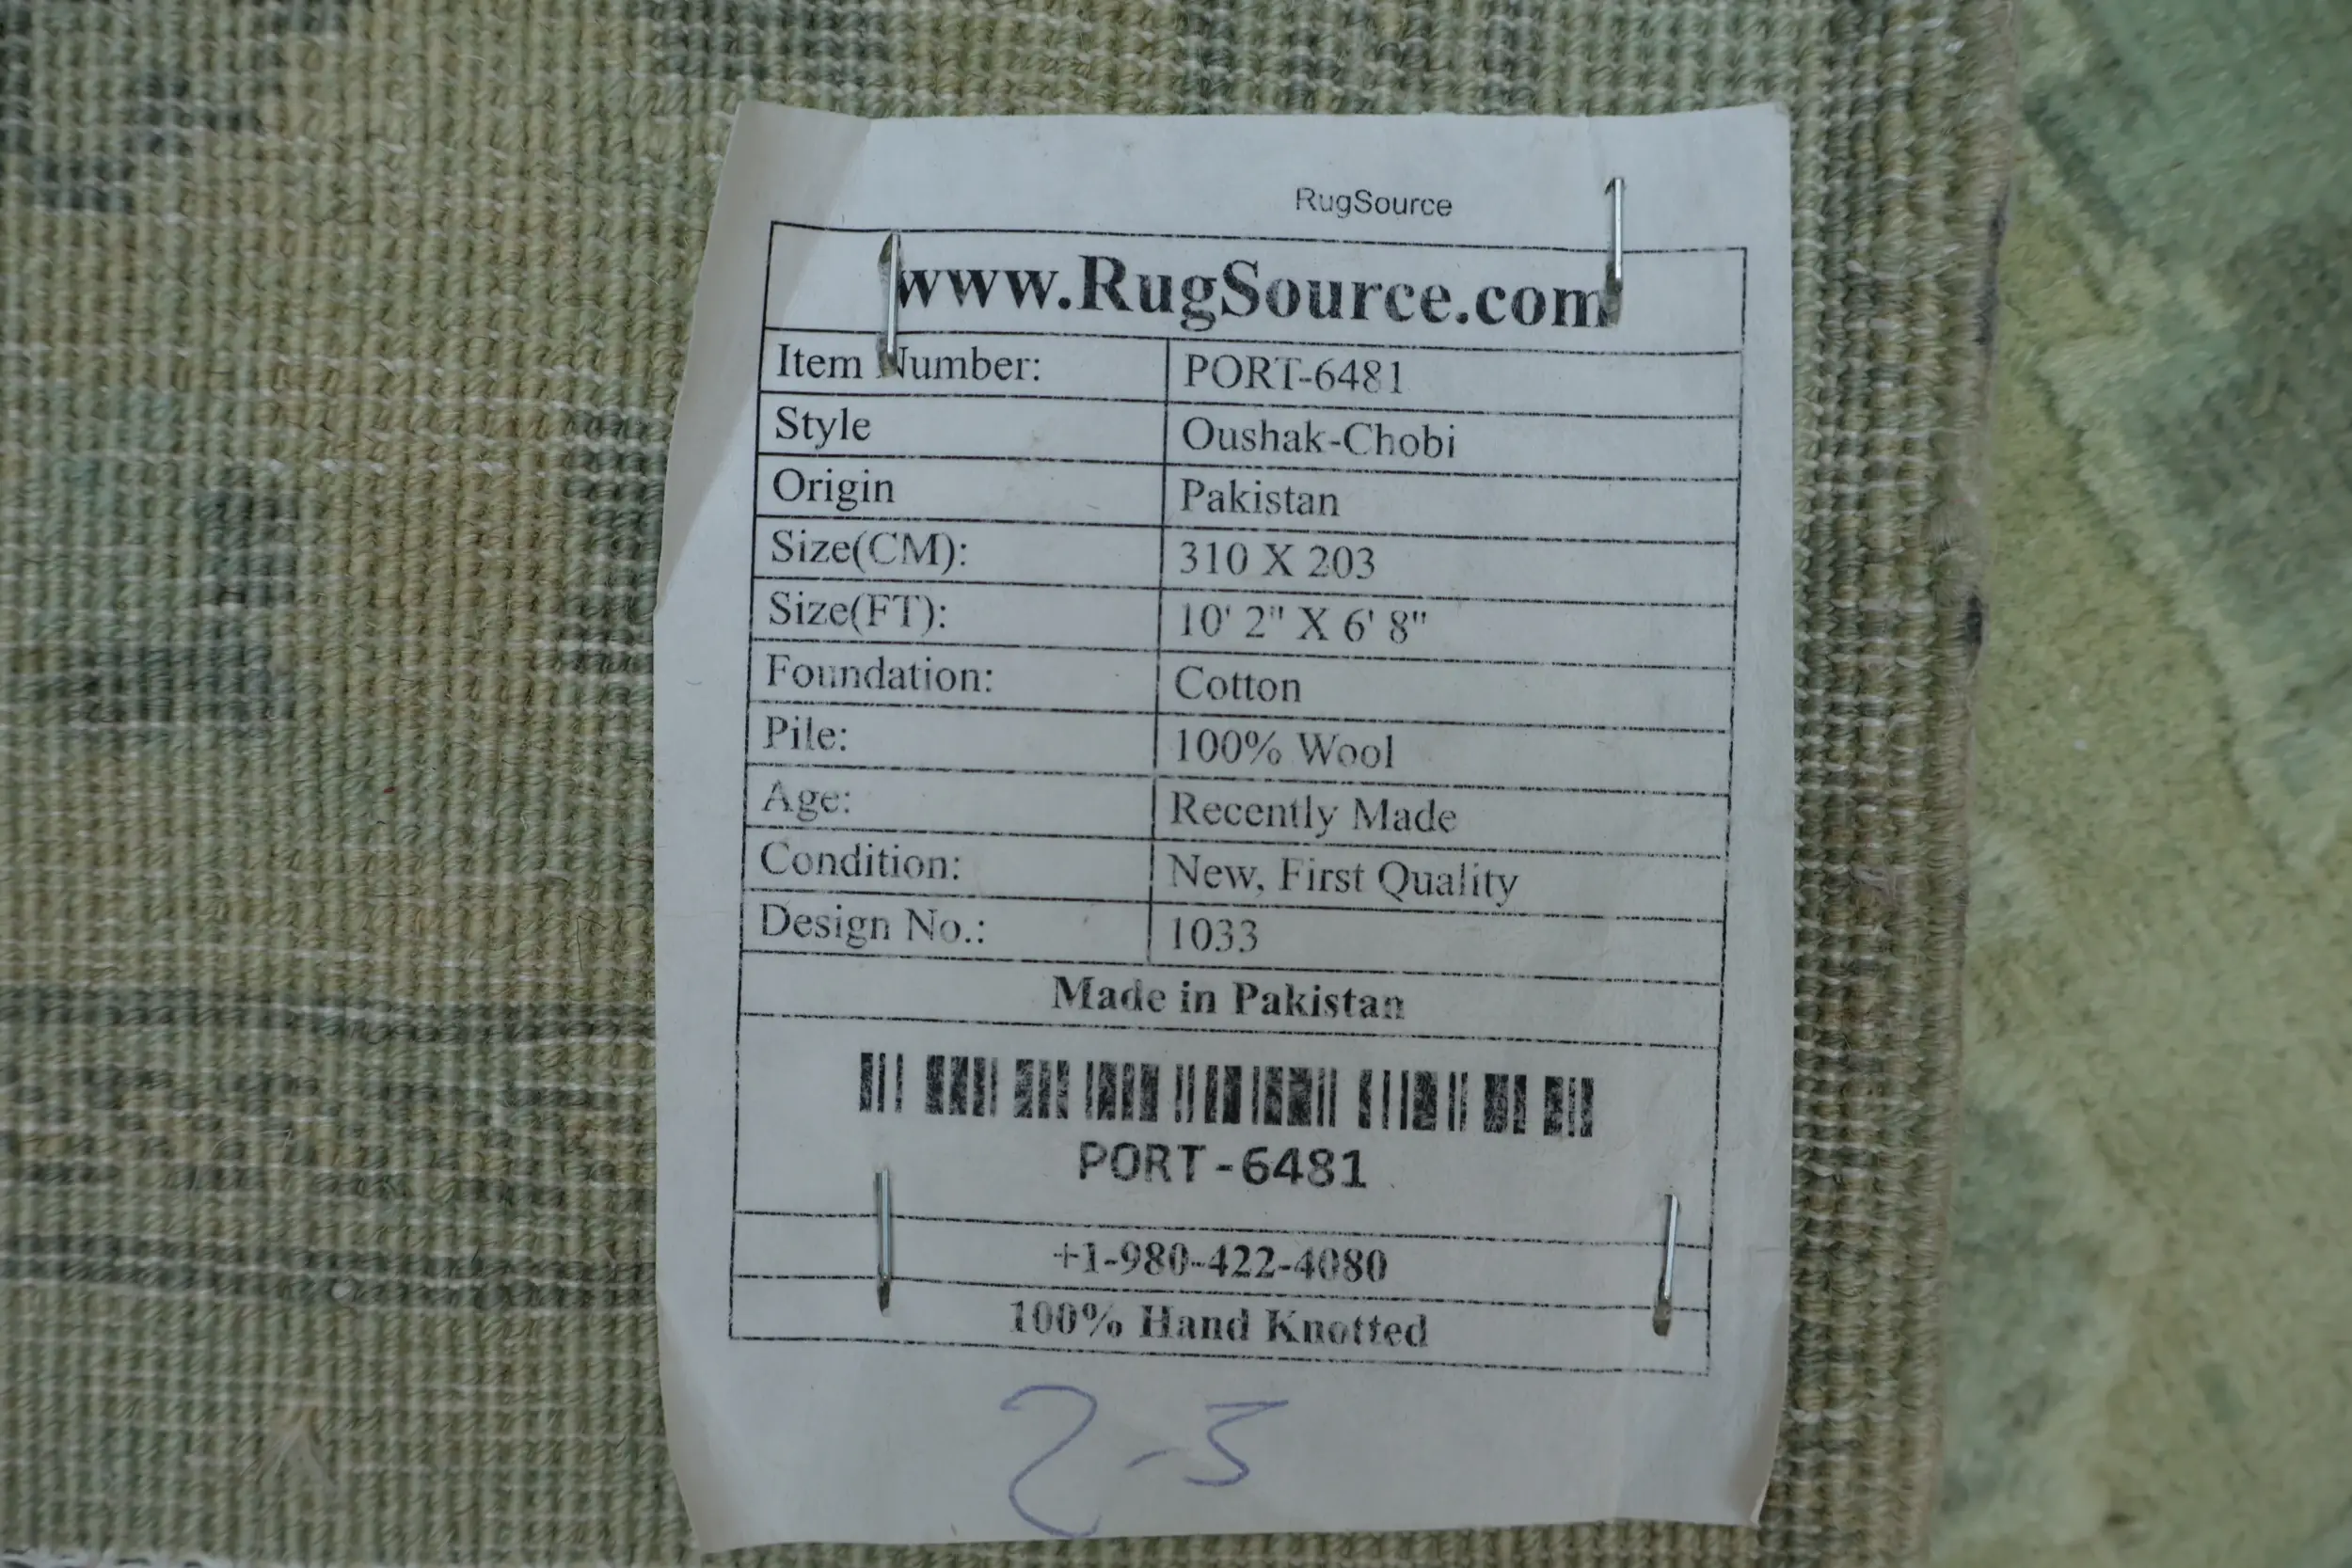 RugSource
www.RugSource.com
Item Number: PORT-6481
Style Oushak-Chobi
Origin Pakistan
Size(CM): 310 X 203
Size(FT): 10' 2" X 6' 8"
Foundation: Cotton
Pile: 100% Wool
Age: Recently Made
Condition: New, First Quality
Design No.: 1033
Made in Pakistan
PORT-6481
+1-980-422-4080
100% Hand Knotted